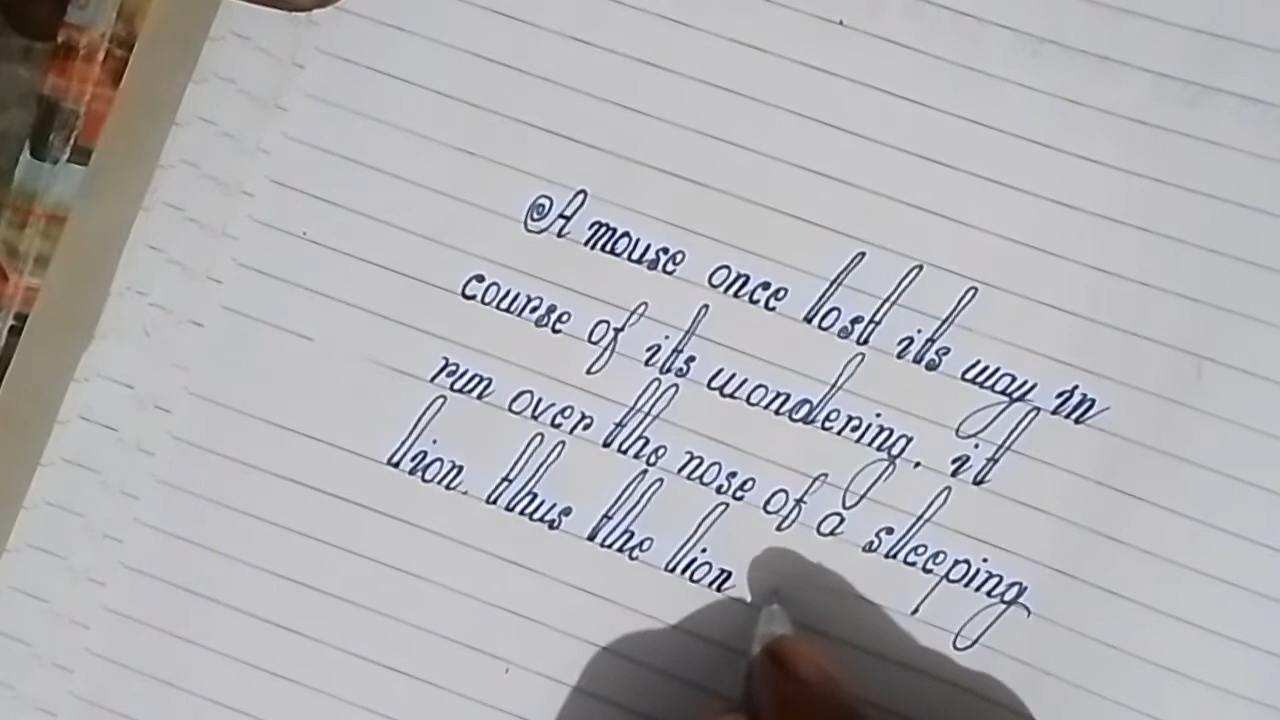 A mouse once lost its way in
course of its wondering. it
run over the nose of a sleeping
lion. thus the lion